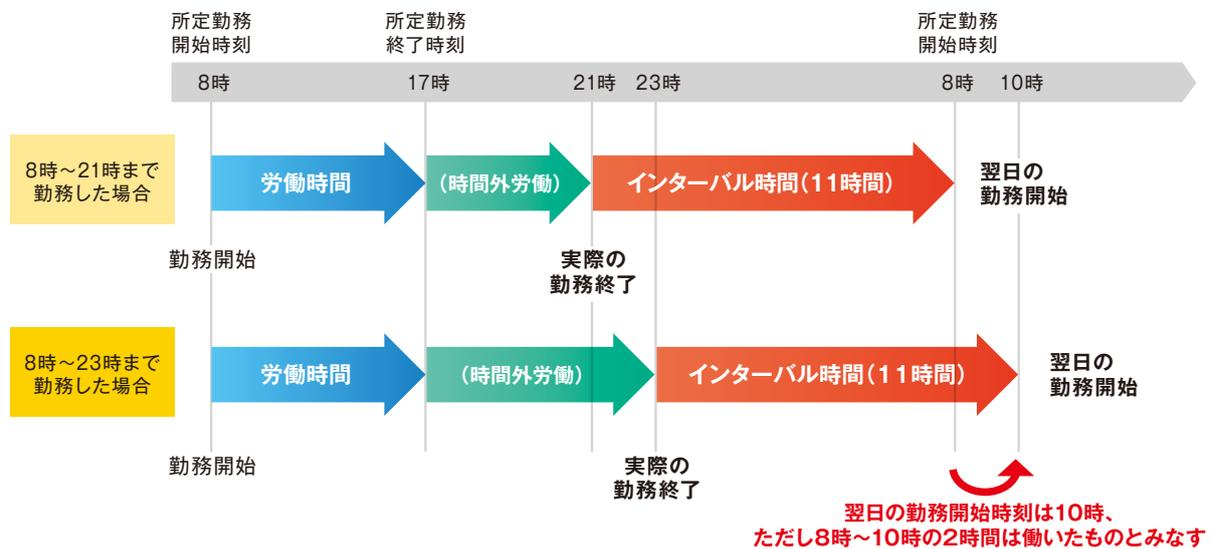 所定勤務
開始時刻
所定勤務
終了時刻
所定勤務
開始時刻
8時
17時
21時
23時
8時
10時
8時～21時まで
勤務した場合
労働時間
（時間外労働）
インターバル時間（11時間）
翌日の
勤務開始
勤務開始
実際の
勤務終了
8時～23時まで
勤務した場合
労働時間
（時間外労働）
インターバル時間（11時間）
翌日の
勤務開始
勤務開始
実際の
勤務終了
翌日の勤務開始時刻は10時、
ただし8時～10時の2時間は働いたものとみなす